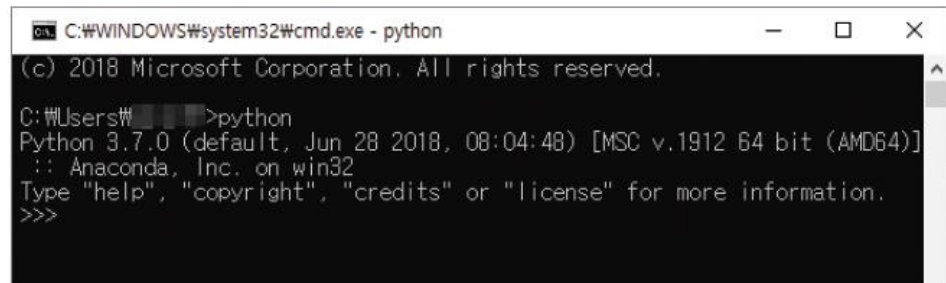 C:₩WINDOWS₩system32₩cmd.exe - python
(c) 2018 Microsoft Corporation. All rights reserved.
C:₩Users₩ >python
Python 3.7.0 (default, Jun 28 2018, 08:04:48) [MSC v.1912 64 bit (AMD64)]
:: Anaconda, Inc. on win32
Type "help", "copyright", "credits" or "license" for more information.
>>>